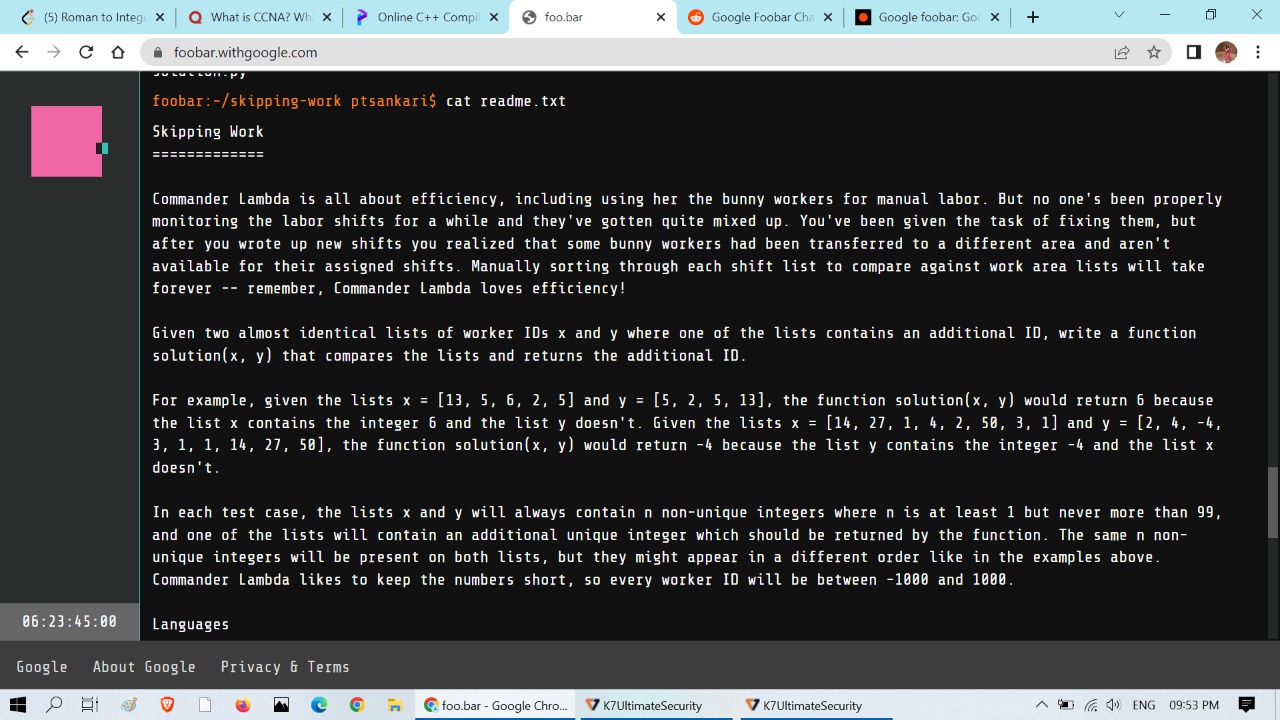 (5) Roman to Intege
What is CCNA? Wh
Online C++ Compil
foo.bar
Google Foobar Cha
Google foobar: Goo
foobar.withgoogle.com
solution.py
foobar:~/skipping-work ptsankari$ cat readme.txt
Skipping Work
=============
Commander Lambda is all about efficiency, including using her the bunny workers for manual labor. But no one's been properly
monitoring the labor shifts for a while and they've gotten quite mixed up. You've been given the task of fixing them, but
after you wrote up new shifts you realized that some bunny workers had been transferred to a different area and aren't
available for their assigned shifts. Manually sorting through each shift list to compare against work area lists will take
forever -- remember, Commander Lambda loves efficiency!
Given two almost identical lists of worker IDs x and y where one of the lists contains an additional ID, write a function
solution(x, y) that compares the lists and returns the additional ID.
For example, given the lists x = [13, 5, 6, 2, 5] and y = [5, 2, 5, 13], the function solution(x, y) would return 6 because
the list x contains the integer 6 and the list y doesn't. Given the lists x = [14, 27, 1, 4, 2, 50, 3, 1] and y = [2, 4, -4,
3, 1, 1, 14, 27, 50], the function solution(x, y) would return -4 because the list y contains the integer -4 and the list x
doesn't.
In each test case, the lists x and y will always contain n non-unique integers where n is at least 1 but never more than 99,
and one of the lists will contain an additional unique integer which should be returned by the function. The same n non-
unique integers will be present on both lists, but they might appear in a different order like in the examples above.
Commander Lambda likes to keep the numbers short, so every worker ID will be between -1000 and 1000.
Languages
06:23:45:00
Google About Google Privacy & Terms
foo.bar - Google Chro...
K7UltimateSecurity
K7UltimateSecurity
ENG
09:53 PM